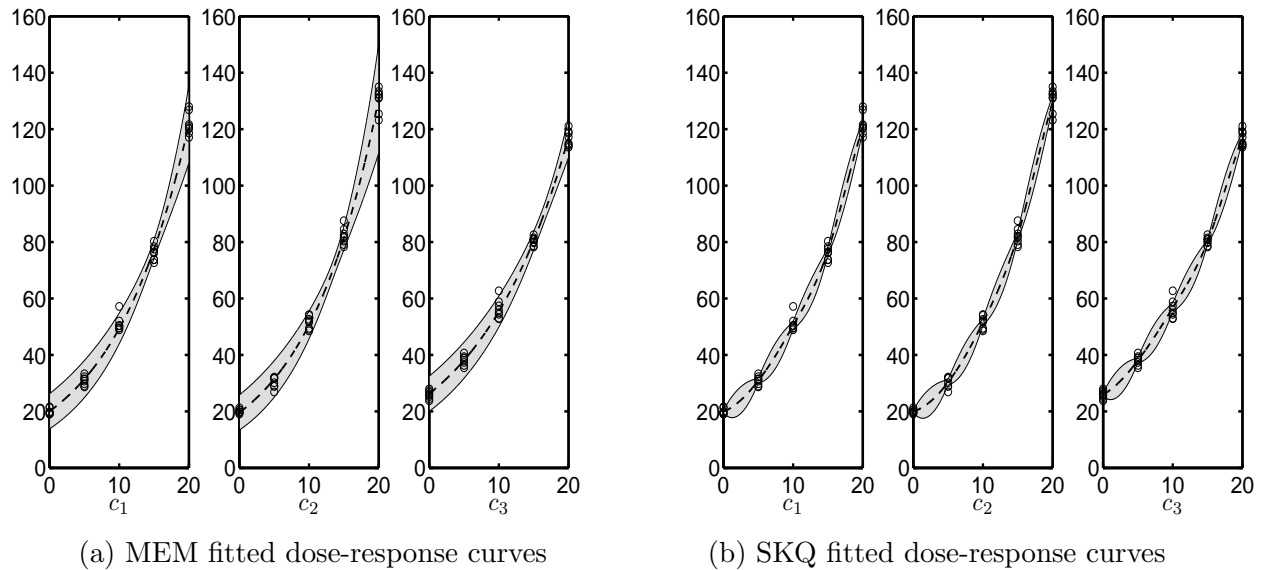 160 160 160 160 160 160
140 140 140 140 140 140
120 120 120 120 120 120
100 100 100 100 100 100
80 80 80 80 80 80
60 60 60 60 60 60
40 40 40 40 40 40
20 20 20 20 20 20
0 0 0 0 0 0
0 10 20 0 10 20 0 10 20 0 10 20 0 10 20 0 10 20
c₁ c₂ c₃ c₁ c₂ c₃
(a) MEM fitted dose-response curves
(b) SKQ fitted dose-response curves